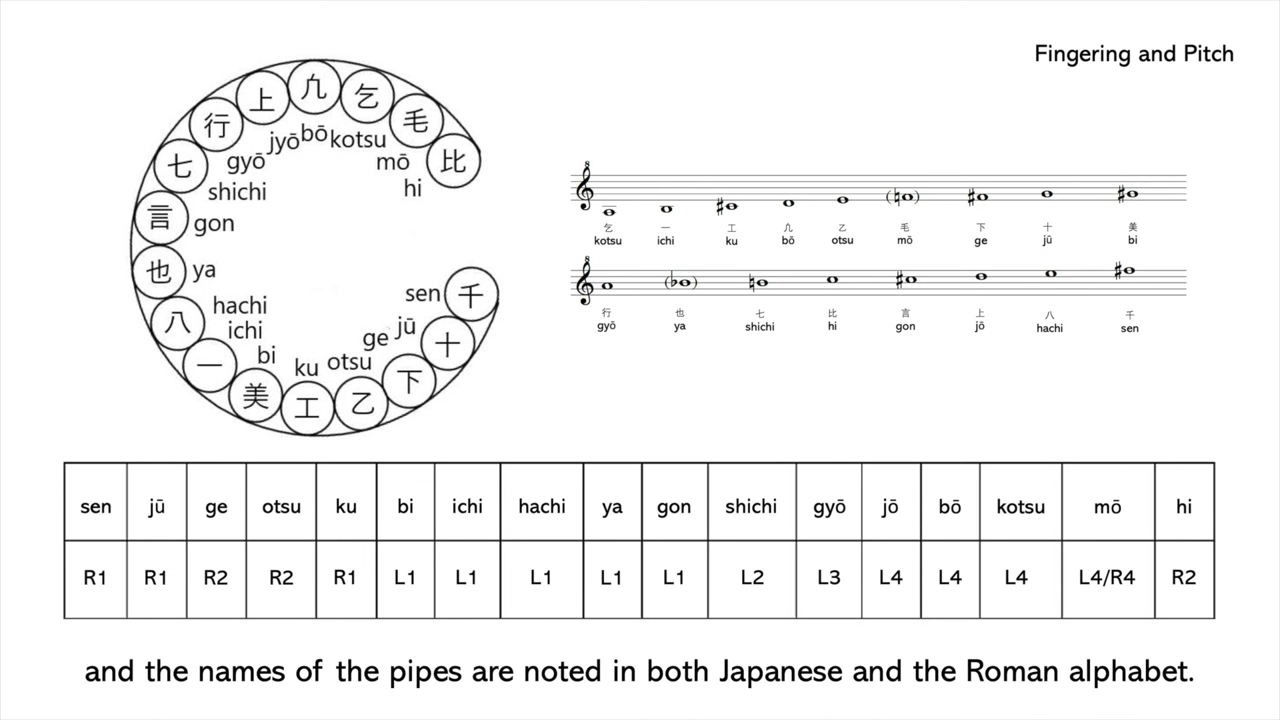 Fingering and Pitch
千 sen
十 jū
下 ge
乙 otsu
工 ku
美 bi
一 ichi
八 hachi
也 ya
言 gon
七 shichi
行 gyō
上 jyō
几 bō
乞 kotsu
毛 mō
比 hi
乞 一 工 几 乙 毛 下 十 美
kotsu ichi ku bō otsu mō ge jū bi
行 也 七 比 言 上 八 千
gyō ya shichi hi gon jō hachi sen
sen jū ge otsu ku bi ichi hachi ya gon shichi gyō jō bō kotsu mō hi
R1 R1 R2 R2 R1 L1 L1 L1 L1 L1 L2 L3 L4 L4 L4 L4/R4 R2
and the names of the pipes are noted in both Japanese and the Roman alphabet.